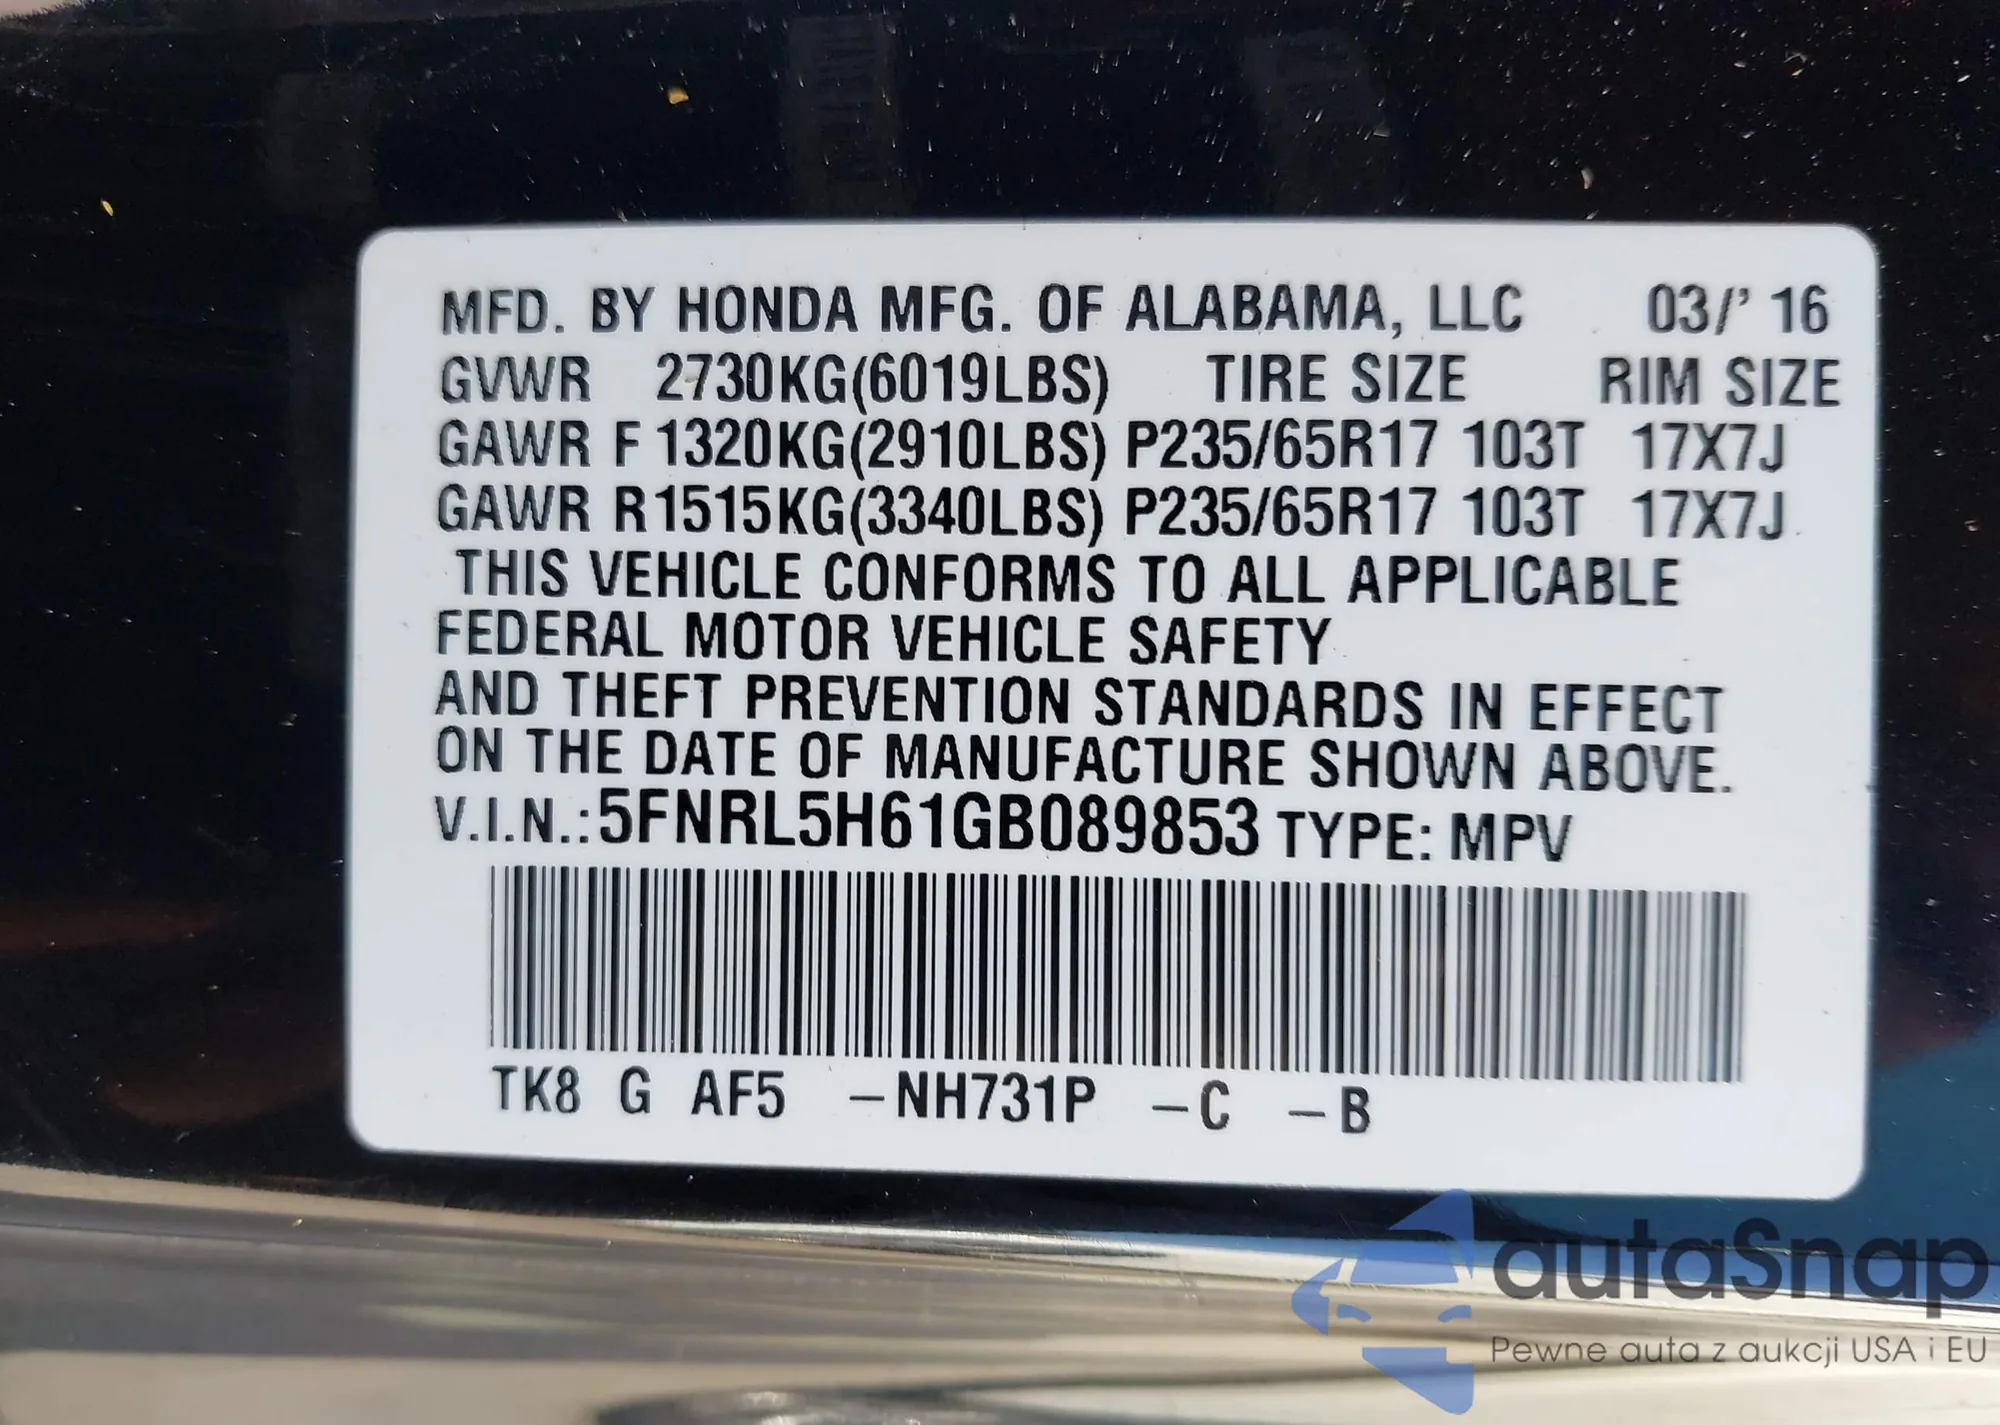 MFD. BY HONDA MFG. OF ALABAMA, LLC 03/' 16
GVWR 2730KG(6019LBS) TIRE SIZE RIM SIZE
GAWR F 1320KG(2910LBS) P235/65R17 103T 17X7J
GAWR R 1515KG(3340LBS) P235/65R17 103T 17X7J
THIS VEHICLE CONFORMS TO ALL APPLICABLE
FEDERAL MOTOR VEHICLE SAFETY
AND THEFT PREVENTION STANDARDS IN EFFECT
ON THE DATE OF MANUFACTURE SHOWN ABOVE.
V.I.N.:5FNRL5H61GB089853 TYPE: MPV
TK8 G AF5 -NH731P -C -B
autaSnap
Pewne auta z aukcji USA i EU